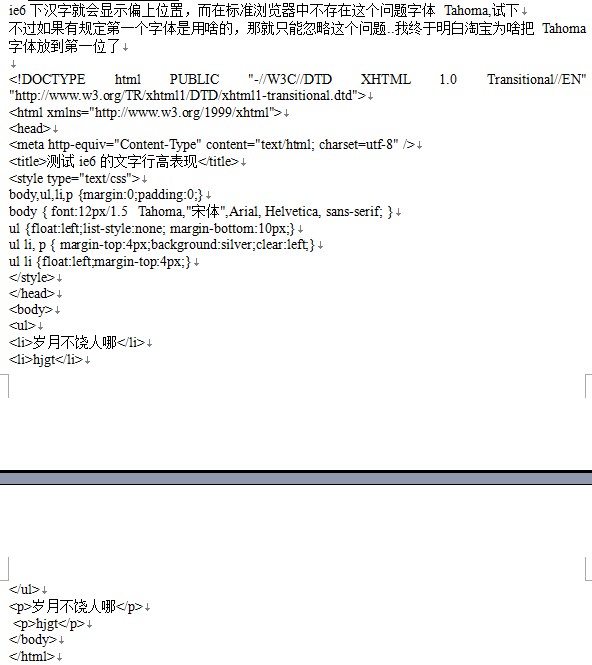 ie6 下汉字就会显示偏上位置，而在标准浏览器中不存在这个问题字体 Tahoma,试下
不过如果有规定第一个字体是用啥的，那就只能忽略这个问题..我终于明白淘宝为啥把 Tahoma
字体放到第一位了
<!DOCTYPE html PUBLIC "-//W3C//DTD XHTML 1.0 Transitional//EN"
"http://www.w3.org/TR/xhtml1/DTD/xhtml1-transitional.dtd">
<html xmlns="http://www.w3.org/1999/xhtml">
<head>
<meta http-equiv="Content-Type" content="text/html; charset=utf-8" />
<title>测试 ie6 的文字行高表现</title>
<style type="text/css">
body,ul,li,p {margin:0;padding:0;}
body { font:12px/1.5 Tahoma,"宋体",Arial, Helvetica, sans-serif; }
ul {float:left;list-style:none; margin-bottom:10px;}
ul li, p { margin-top:4px;background:silver;clear:left;}
ul li {float:left;margin-top:4px;}
</style>
</head>
<body>
<ul>
<li>岁月不饶人哪</li>
<li>hjgt</li>
</ul>
<p>岁月不饶人哪</p>
<p>hjgt</p>
</body>
</html>